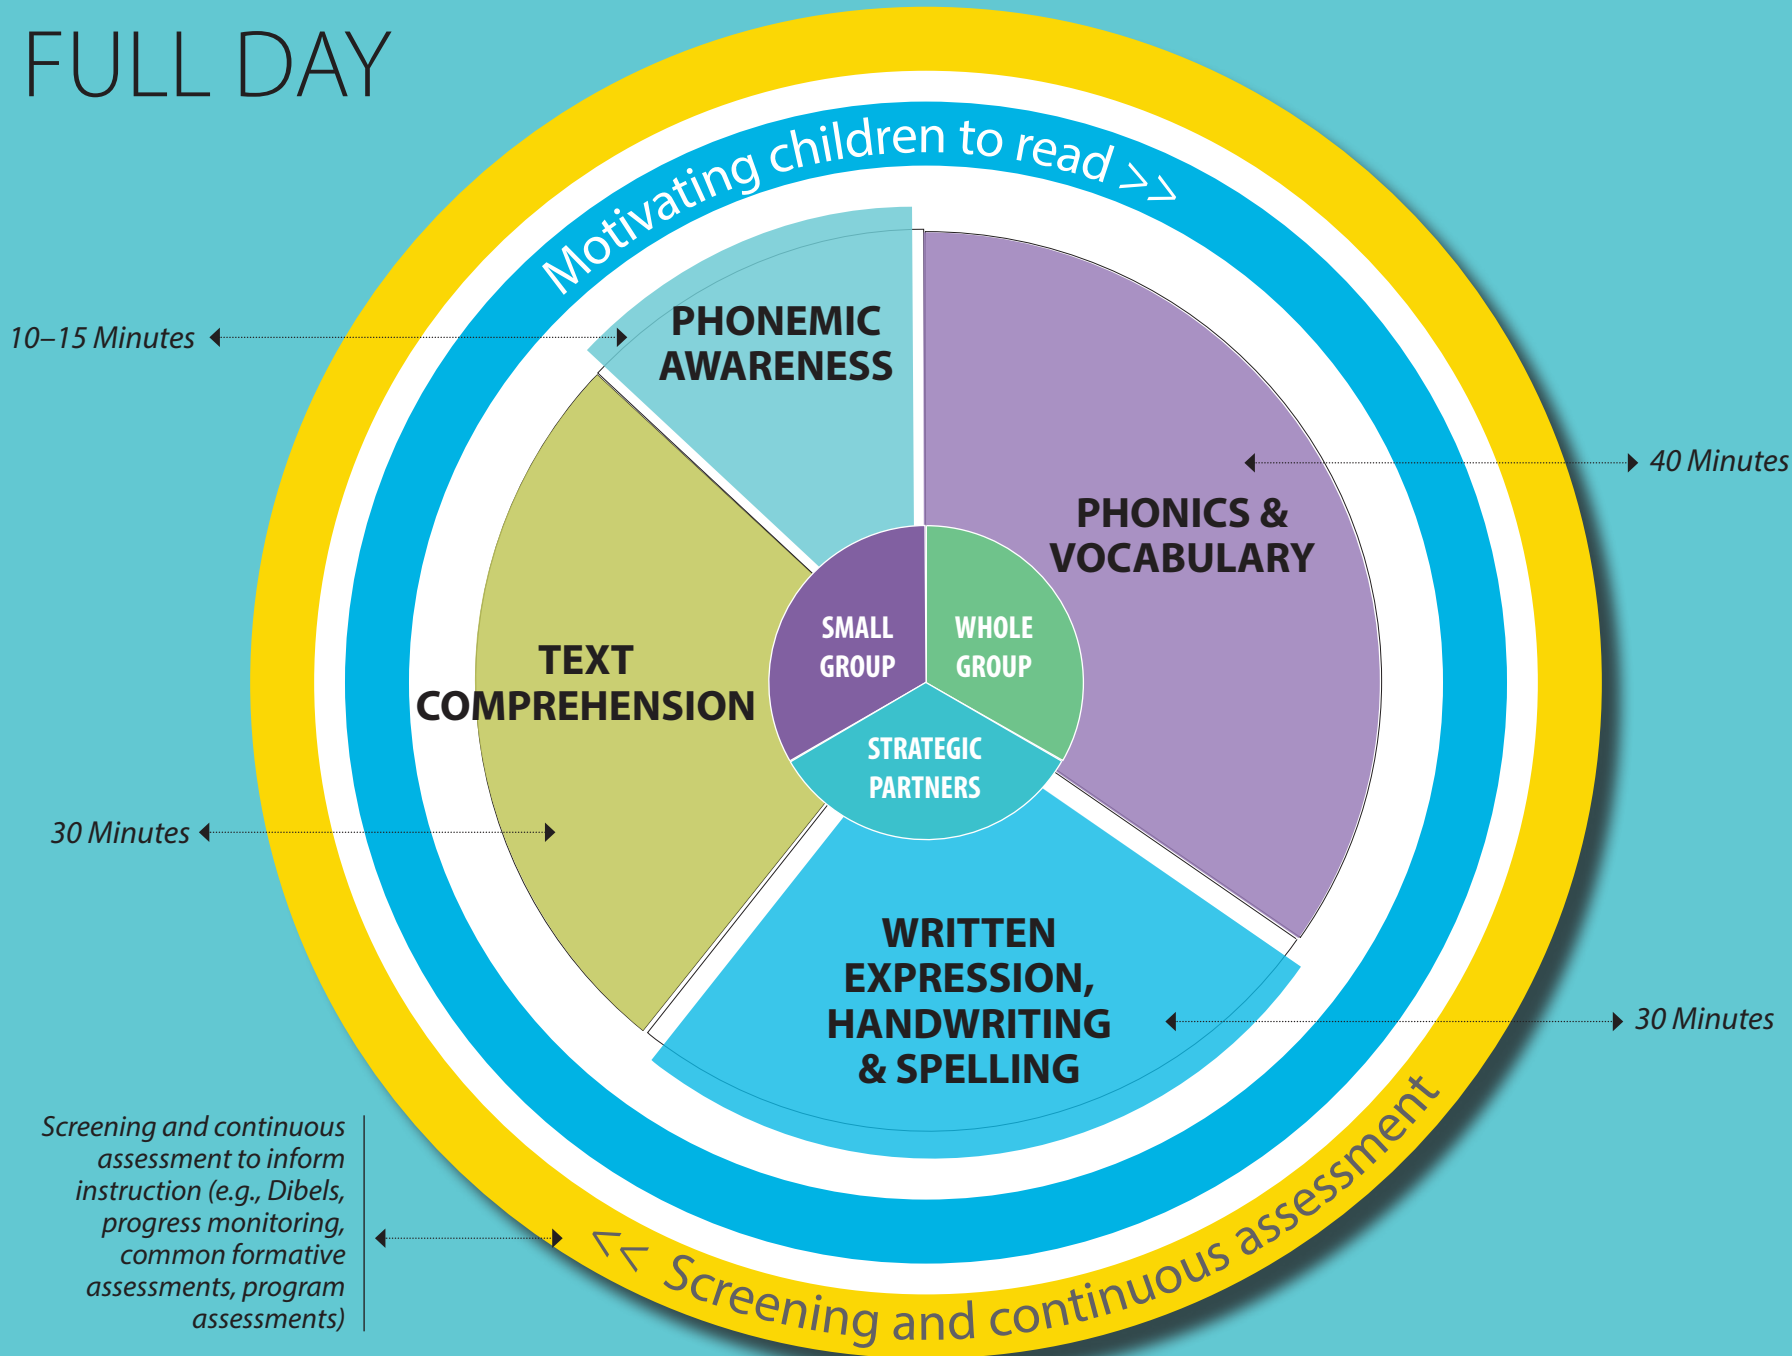 FULL DAY
Motivating children to read >>
10–15 Minutes
PHONEMIC
AWARENESS
40 Minutes
PHONICS &
VOCABULARY
SMALL
GROUP
WHOLE
GROUP
STRATEGIC
PARTNERS
TEXT
COMPREHENSION
30 Minutes
WRITTEN
EXPRESSION,
HANDWRITING
& SPELLING
30 Minutes
Screening and continuous
assessment to inform
instruction (e.g., Dibels,
progress monitoring,
common formative
assessments, program
assessments)
<< Screening and continuous assessment